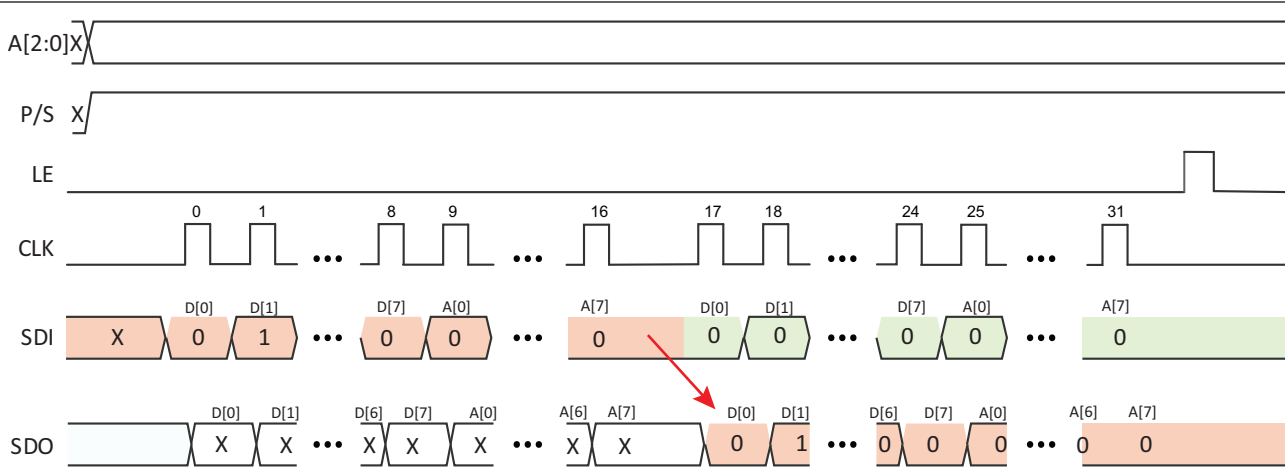 A[2:0] X
P/S X
LE
0 1 8 9 16 17 18 24 25 31
CLK ••• ••• ••• •••
D[0] D[1] D[7] A[0] A[7] D[0] D[1] D[7] A[0] A[7]
SDI X 0 1 ••• 0 0 ••• 0 0 0 ••• 0 0 ••• 0
D[0] D[1] D[6] D[7] A[0] A[6] A[7] D[0] D[1] D[6] D[7] A[0] A[6] A[7]
SDO X X ••• X X X ••• X X 0 1 ••• 0 0 0 ••• 0 0